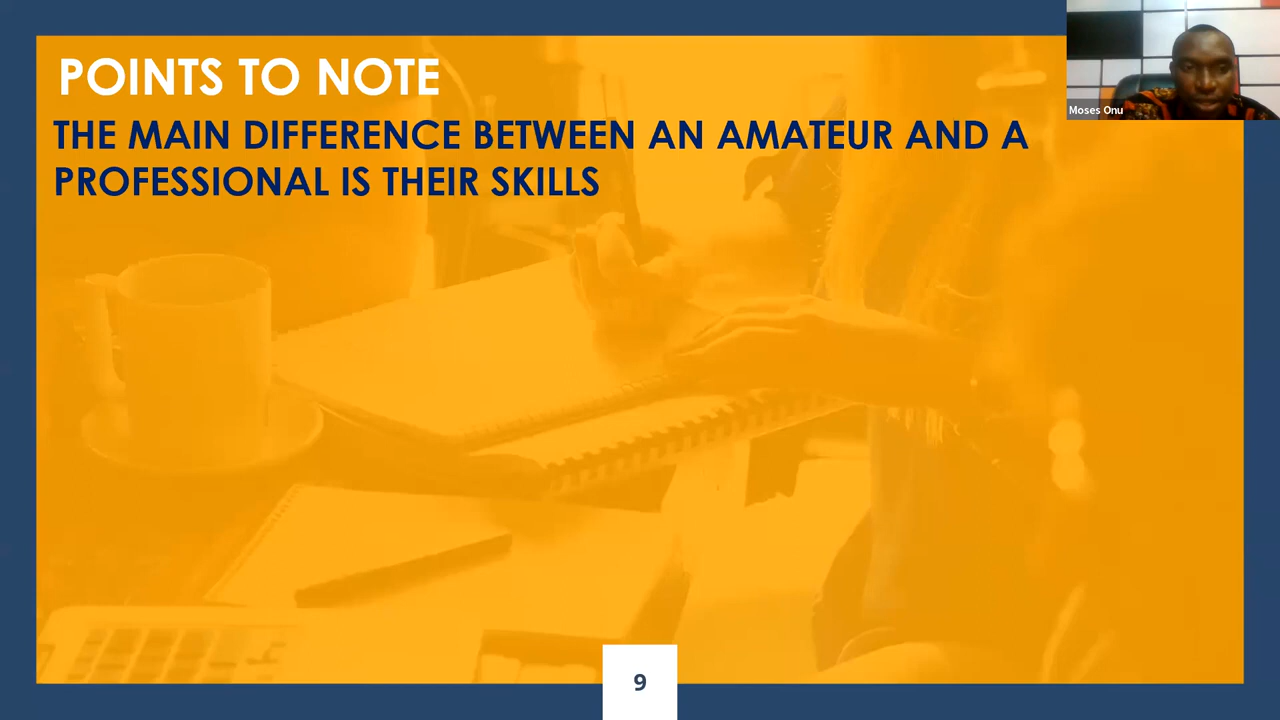 POINTS TO NOTE
THE MAIN DIFFERENCE BETWEEN AN AMATEUR AND A
PROFESSIONAL IS THEIR SKILLS
Moses Onu
9